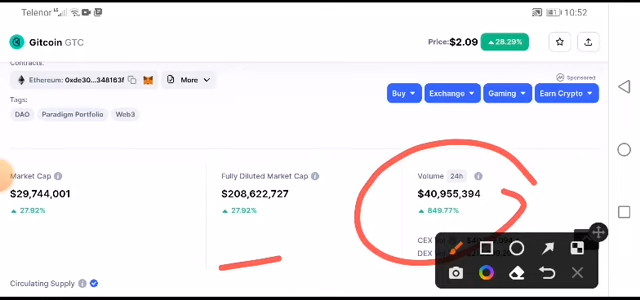 Telenor 10:52
Gitcoin GTC Price: $2.09 28.29%
Contracts:
Ethereum: 0xde30...348163f More
Sponsored
Buy Exchange Gaming Earn Crypto
Tags:
DAO Paradigm Portfolio Web3
Market Cap Fully Diluted Market Cap Volume 24h
$29,744,001 $208,622,727 $40,955,394
27.92% 27.92% 849.77%
CEX
DEX
Circulating Supply